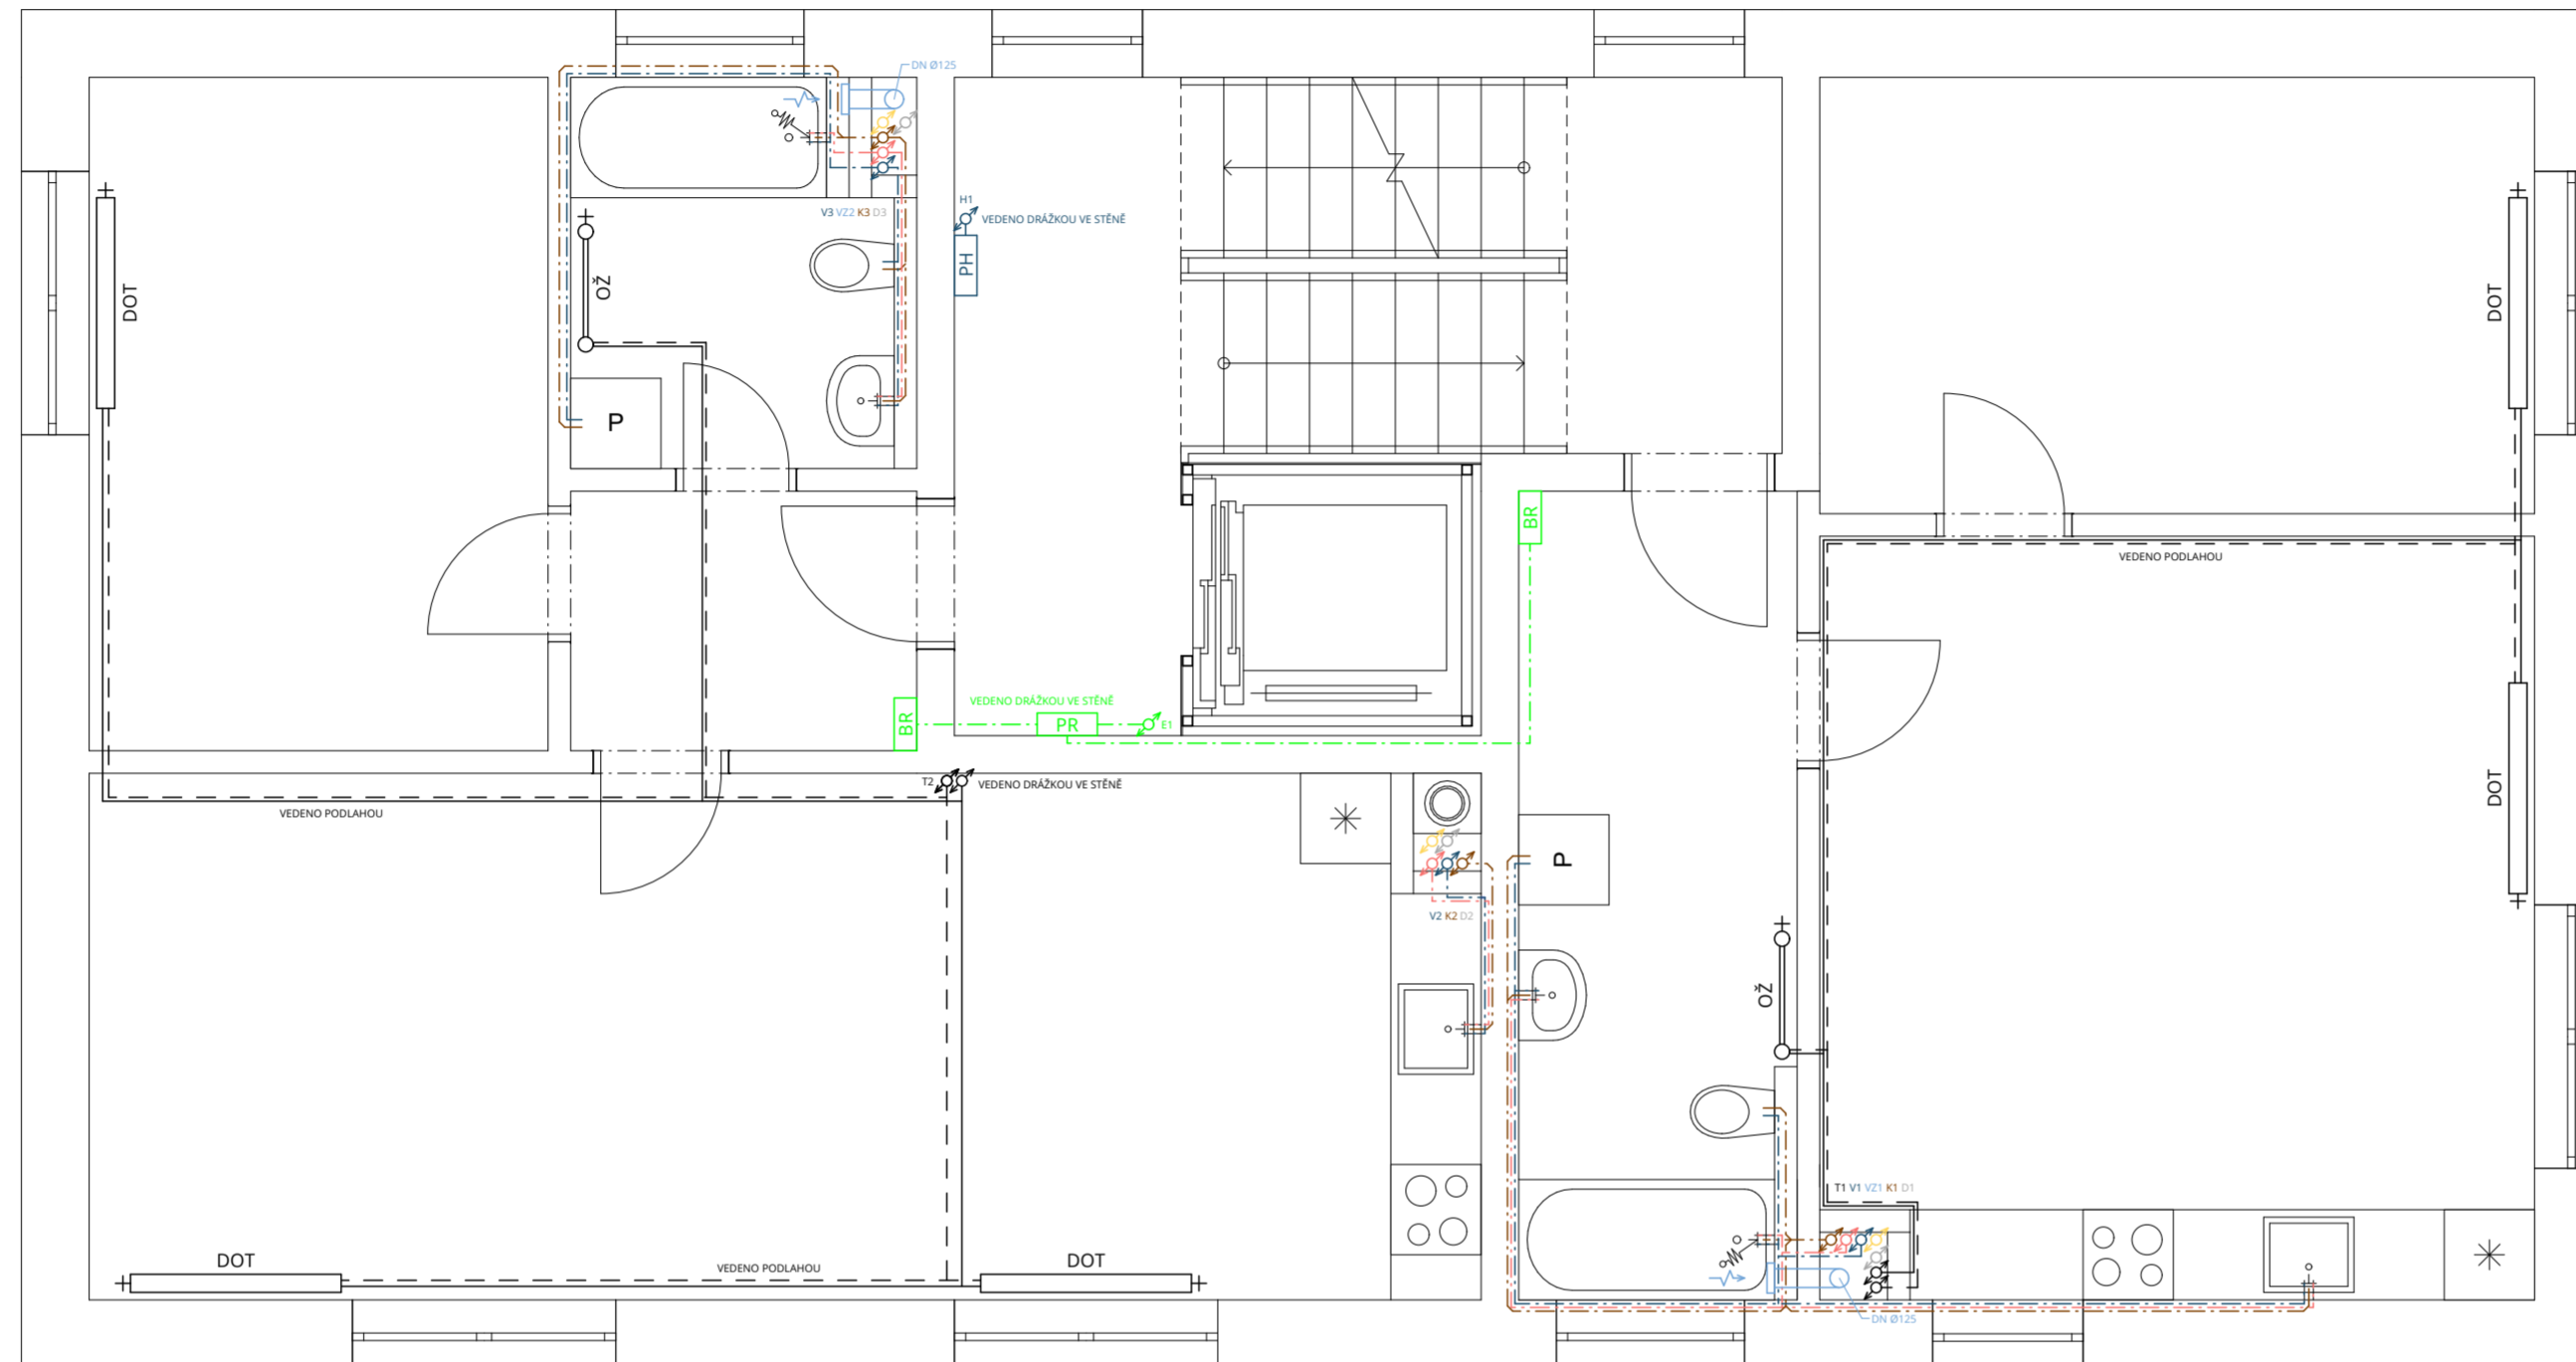 DN Ø125
V3 VZ2 K3 D3
H1
VEDENO DRÁŽKOU VE STĚNĚ
PH
DOT
OŽ
DOT
P
BR
VEDENO PODLAHOU
VEDENO DRÁŽKOU VE STĚNĚ
BR
PR
E1
T2
VEDENO DRÁŽKOU VE STĚNĚ
VEDENO PODLAHOU
DOT
P
V2 K2 D2
OŽ
T1 V1 VZ1 K1 D1
DOT
VEDENO PODLAHOU
DOT
DN Ø125